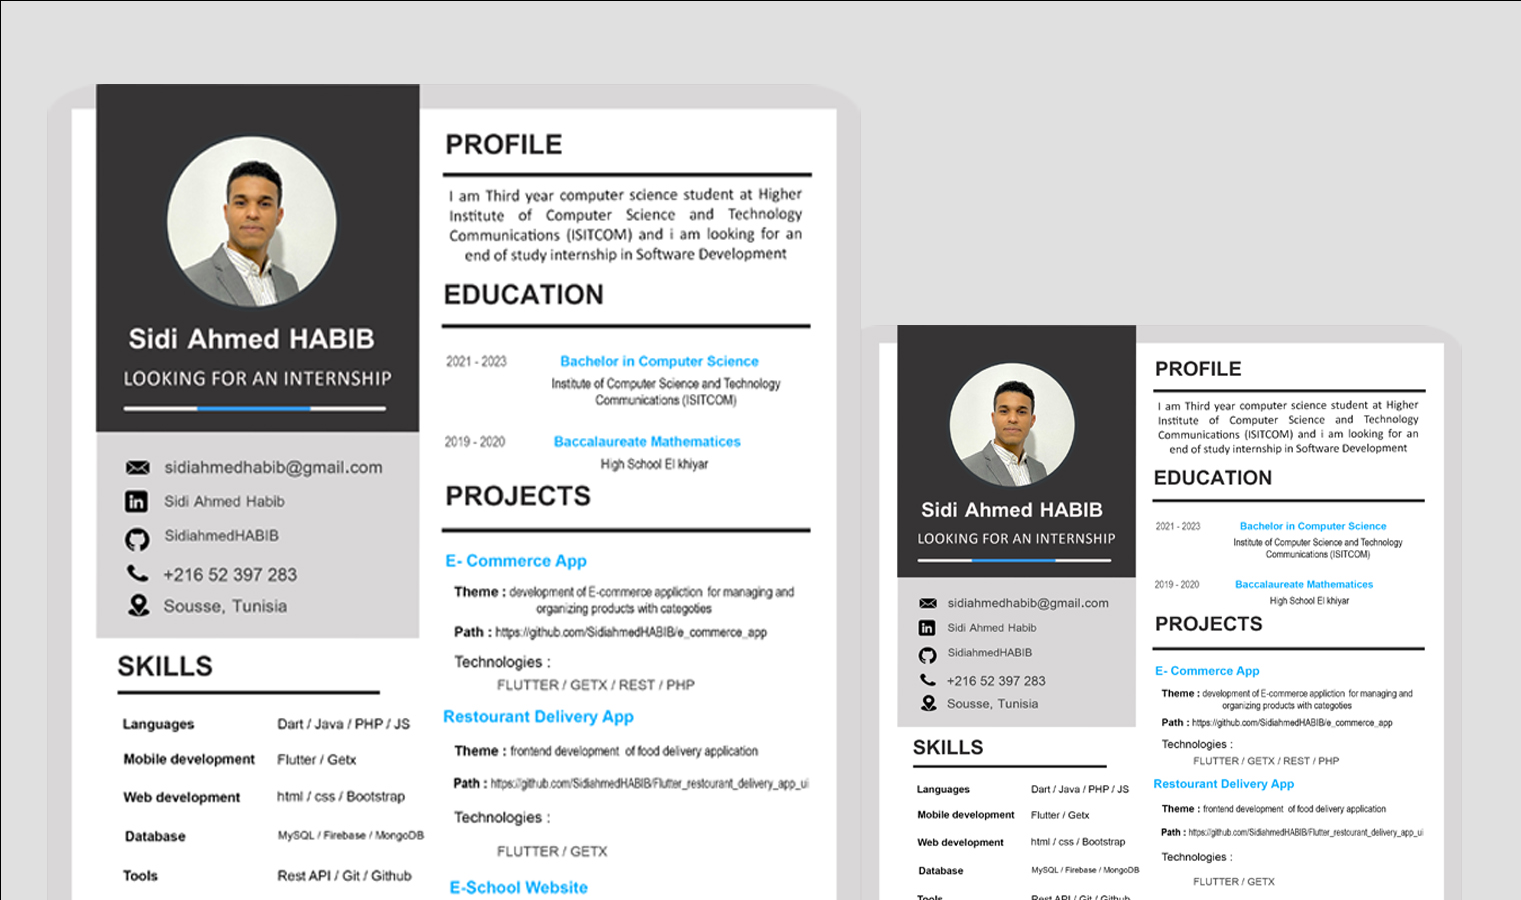 Sidi Ahmed HABIB
LOOKING FOR AN INTERNSHIP
sidiahmedhabib@gmail.com
Sidi Ahmed Habib
SidiahmedHABIB
+216 52 397 283
Sousse, Tunisia
SKILLS
Languages Dart / Java / PHP / JS
Mobile development Flutter / Getx
Web development html / css / Bootstrap
Database MySQL / Firebase / MongoDB
Tools Rest API / Git / Github
PROFILE
I am Third year computer science student at Higher
Institute of Computer Science and Technology
Communications (ISITCOM) and i am looking for an
end of study internship in Software Development
EDUCATION
2021 - 2023 Bachelor in Computer Science
Institute of Computer Science and Technology
Communications (ISITCOM)
2019 - 2020 Baccalaureate Mathematices
High School El khiyar
PROJECTS
E- Commerce App
Theme : development of E-commerce appliction for managing and
organizing products with categoties
Path : https://github.com/SidiahmedHABIB/e_commerce_app
Technologies :
FLUTTER / GETX / REST / PHP
Restourant Delivery App
Theme : frontend development of food delivery application
Path : https://github.com/SidiahmedHABIB/Flutter_restourant_delivery_app_ui
Technologies :
FLUTTER / GETX
E-School Website
Sidi Ahmed HABIB
LOOKING FOR AN INTERNSHIP
sidiahmedhabib@gmail.com
Sidi Ahmed Habib
SidiahmedHABIB
+216 52 397 283
Sousse, Tunisia
SKILLS
Languages Dart / Java / PHP / JS
Mobile development Flutter / Getx
Web development html / css / Bootstrap
Database MySQL / Firebase / MongoDB
Tools Rest API / Git / Github
PROFILE
I am Third year computer science student at Higher
Institute of Computer Science and Technology
Communications (ISITCOM) and i am looking for an
end of study internship in Software Development
EDUCATION
2021 - 2023 Bachelor in Computer Science
Institute of Computer Science and Technology
Communications (ISITCOM)
2019 - 2020 Baccalaureate Mathematices
High School El khiyar
PROJECTS
E- Commerce App
Theme : development of E-commerce appliction for managing and
organizing products with categoties
Path : https://github.com/SidiahmedHABIB/e_commerce_app
Technologies :
FLUTTER / GETX / REST / PHP
Restourant Delivery App
Theme : frontend development of food delivery application
Path : https://github.com/SidiahmedHABIB/Flutter_restourant_delivery_app_ui
Technologies :
FLUTTER / GETX